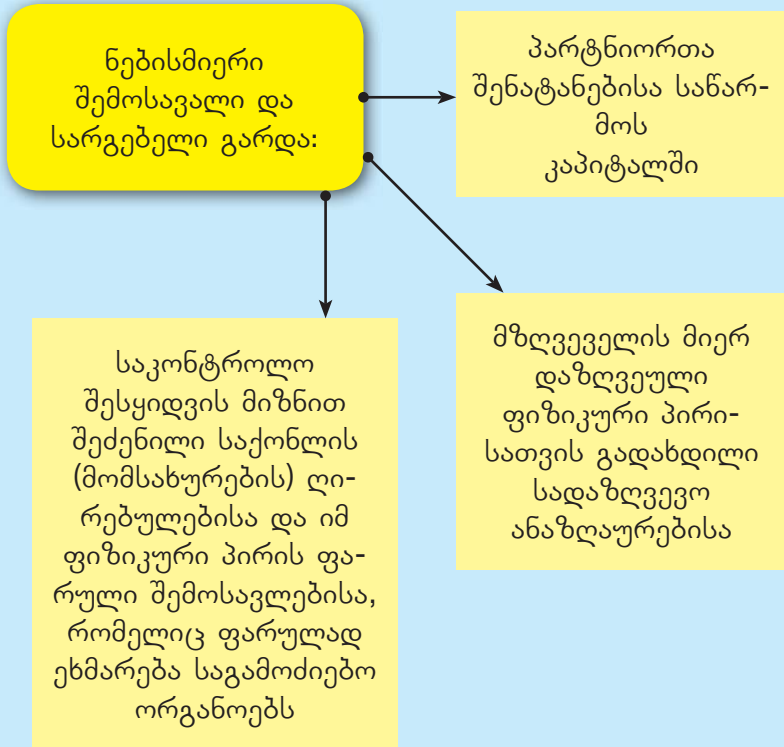 ნებისმიერი
შემოსავალი და
სარგებელი გარდა:
პარტნიორთა
შენატანებისა საწარ-
მოს
კაპიტალში
საკონტროლო
შესყიდვის მიზნით
შეძენილი საქონლის
(მომსახურების) ღი-
რებულებისა და იმ
ფიზიკური პირის ფა-
რული შემოსავლებისა,
რომელიც ფარულად
ეხმარება საგამოძიებო
ორგანოებს
მზღვეველის მიერ
დაზღვეული
ფიზიკური პირი-
სათვის გადახდილი
სადაზღვევო
ანაზღაურებისა